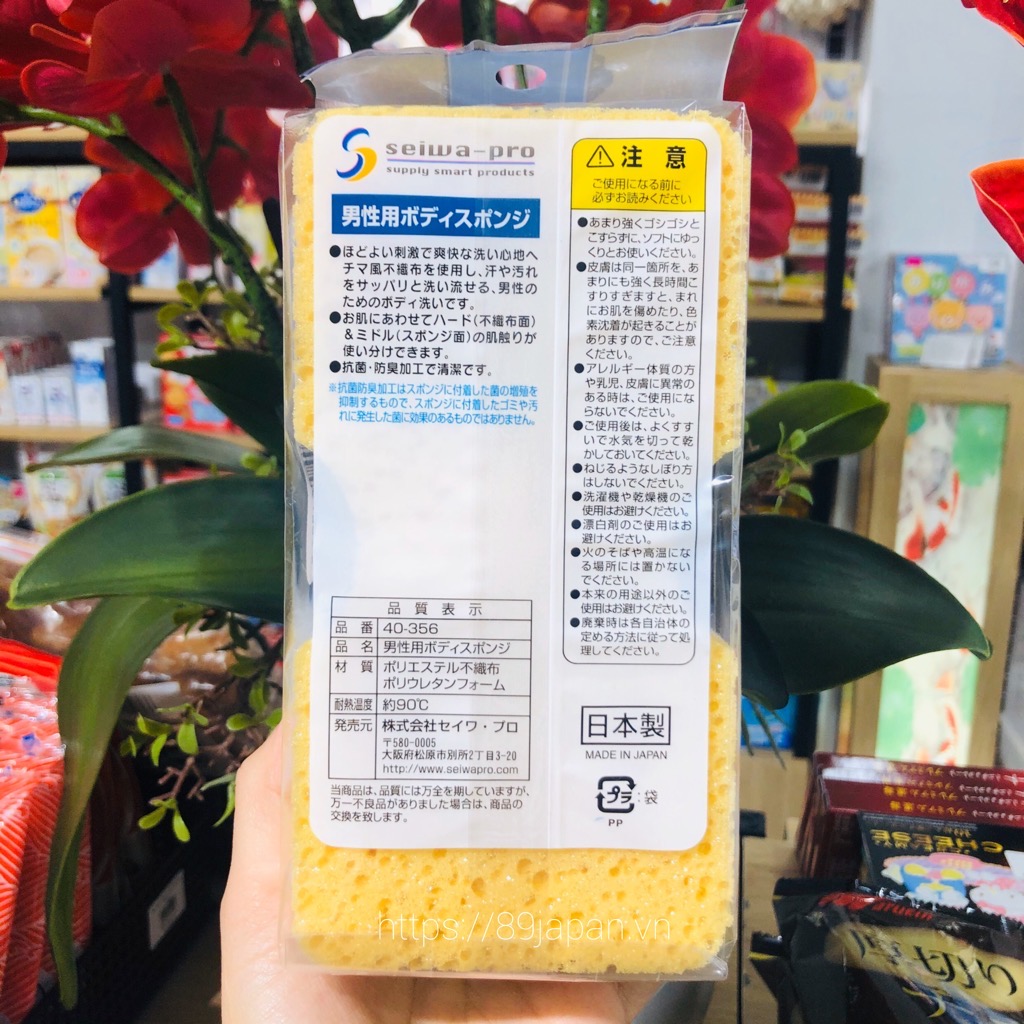 seiwa-pro
supply smart products
男性用ボディスポンジ
●ほどよい刺激で爽快な洗い心地ヘ
チマ風不織布を使用し、汗や汚れ
をサッパリと洗い流せる、男性の
ためのボディ洗いです。
●お肌にあわせてハード(不織布面)
&ミドル(スポンジ面)の肌触りが
使い分けできます。
●抗菌・防臭加工で清潔です。
※抗菌防臭加工はスポンジに付着した菌の増殖を
抑制するもので、スポンジに付着したゴミや汚
れに発生した菌に効果のあるものではありません。
品質表示
品番 40-356
品名 男性用ボディスポンジ
材質 ポリエステル不織布
ポリウレタンフォーム
耐熱温度 約90℃
発売元 株式会社セイワ・プロ
〒580-0005
大阪府松原市別所2丁目3-20
http://www.seiwapro.com
当商品は、品質には万全を期していますが、
万一不良品がありました場合は、商品の
交換を致します。
注意
ご使用になる前に
必ずお読みください
●あまり強くゴシゴシと
こすらずに、ソフトにゆっ
くりとお使いください。
●皮膚は同一箇所を、あ
まりにも強く長時間こ
すりすぎますと、まれ
にお肌を傷めたり、色
素沈着が起きることが
ありますので、ご注意
ください。
●アレルギー体質の方
や乳児、皮膚に異常の
ある時は、ご使用にな
らないでください。
●ご使用後は、よくすす
いで水気を切って乾
かしておいてください。
●ねじるようなしぼり方
はしないでください。
●洗濯機や乾燥機のご
使用はお避けください。
●漂白剤のご使用はお
避けください。
●火のそばや高温にな
る場所には置かない
でください。
●本来の用途以外のご
使用はお避けください。
●廃棄時は各自治体の
定める方法に従って処
理してください。
日本製
MADE IN JAPAN
プラ
:袋
PP
https://89japan.vn
CHEESE
厚切り